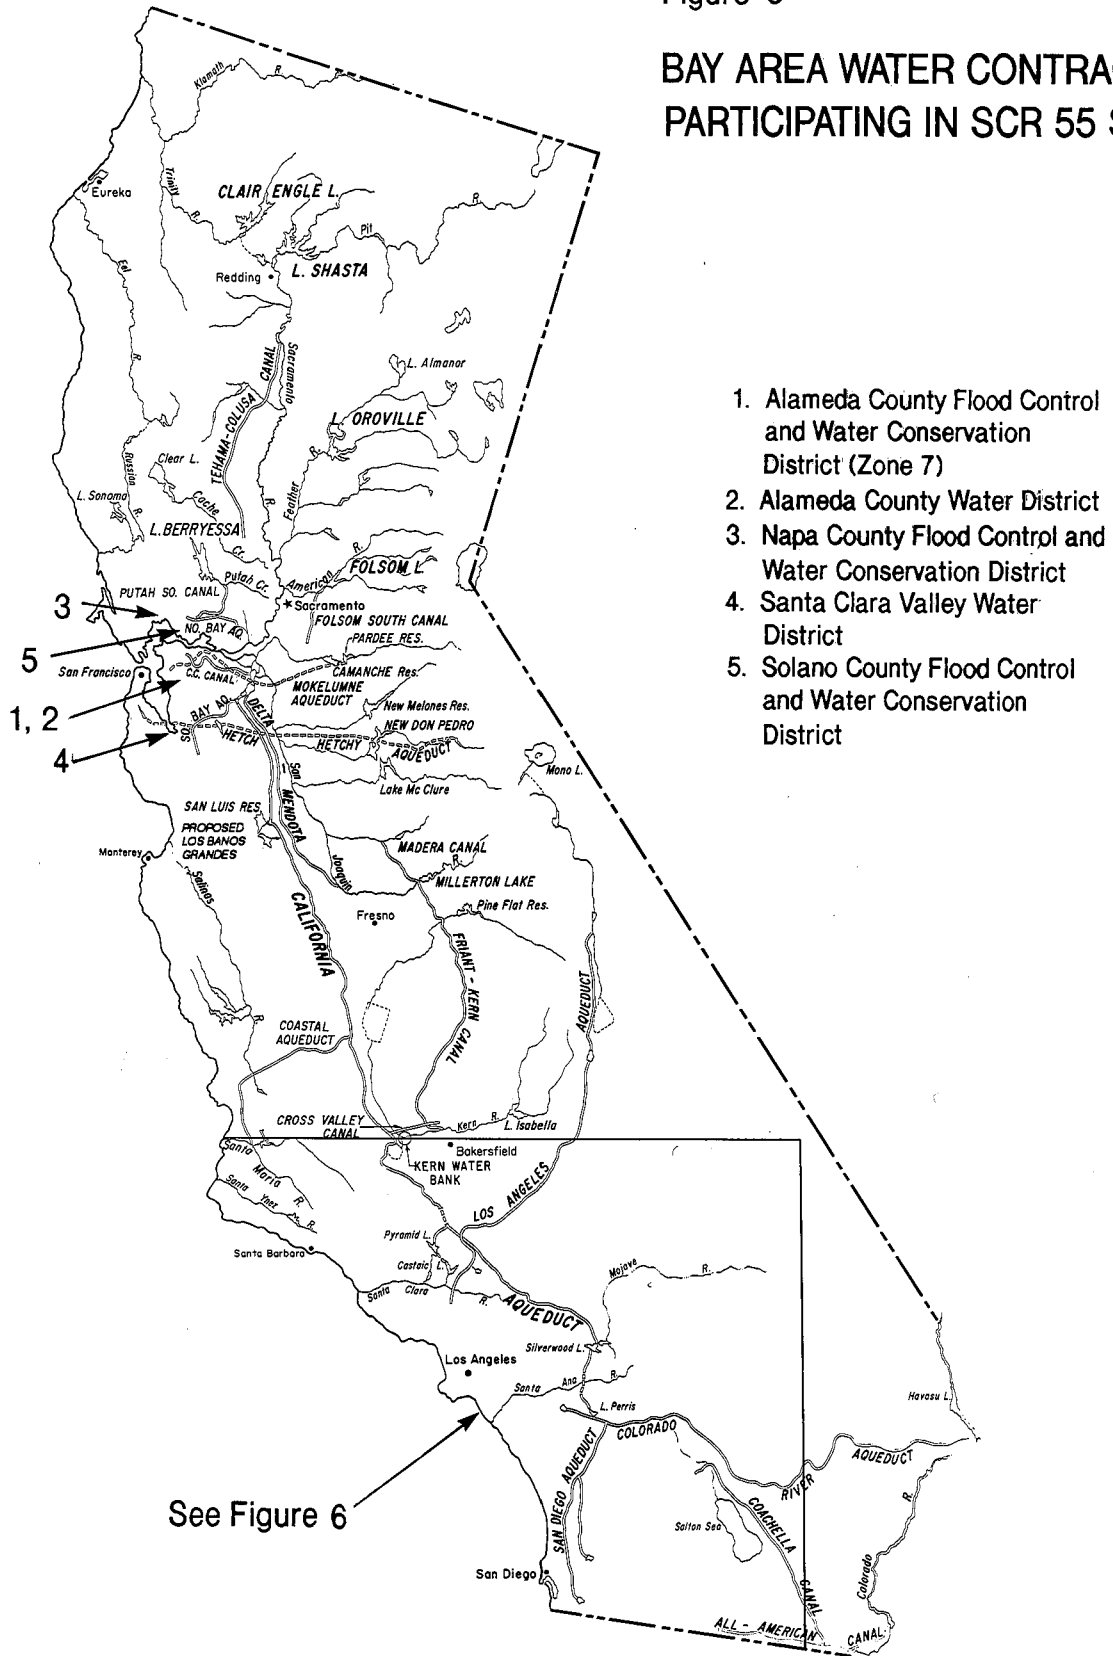 BAY AREA WATER CONTRA
PARTICIPATING IN SCR 55
1. Alameda County Flood Control
and Water Conservation
District (Zone 7)
2. Alameda County Water District
3. Napa County Flood Control and
Water Conservation District
4. Santa Clara Valley Water
District
5. Solano County Flood Control
and Water Conservation
District
Klamath R.
Eureka
Trinity R.
CLAIR ENGLE L.
R.
Pit
Redding
L. SHASTA
Eel R.
TEHAMA-COLUSA CANAL
Sacramento R.
L. Almanor
L. OROVILLE
Feather R.
Russian R.
Clear L.
L. Sonoma
Cache Cr.
L. BERRYESSA
Putah Cr.
American R.
FOLSOM L.
PUTAH SO. CANAL
Sacramento
3
NO. BAY AQ.
FOLSOM SOUTH CANAL
PARDEE RES.
5
San Francisco
C.C. CANAL
CAMANCHE Res.
MOKELUMNE
AQUEDUCT
1, 2
SO. BAY AQ.
DELTA
New Melones Res.
NEW DON PEDRO
HETCH HETCHY AQUEDUCT
4
Mono L.
Lake Mc Clure
San Joaquin
MENDOTA
SAN LUIS RES.
PROPOSED
LOS BANOS
GRANDES
Monterey
MADERA CANAL
R.
MILLERTON LAKE
Salinas R.
Pine Flat Res.
Fresno
CALIFORNIA
FRIANT - KERN CANAL
AQUEDUCT
COASTAL
AQUEDUCT
CROSS VALLEY
CANAL
Kern R.
L. Isabella
Bakersfield
KERN WATER
BANK
Santa Maria R.
Santa Ynez R.
LOS ANGELES
Santa Barbara
Pyramid L.
Castaic L.
Santa Clara R.
AQUEDUCT
Mojave R.
Silverwood L.
Los Angeles
Santa Ana R.
L. Perris
COLORADO RIVER AQUEDUCT
Havasu L.
SAN DIEGO AQUEDUCT
See Figure 6
Salton Sea
COACHELLA CANAL
Colorado R.
San Diego
ALL - AMERICAN CANAL